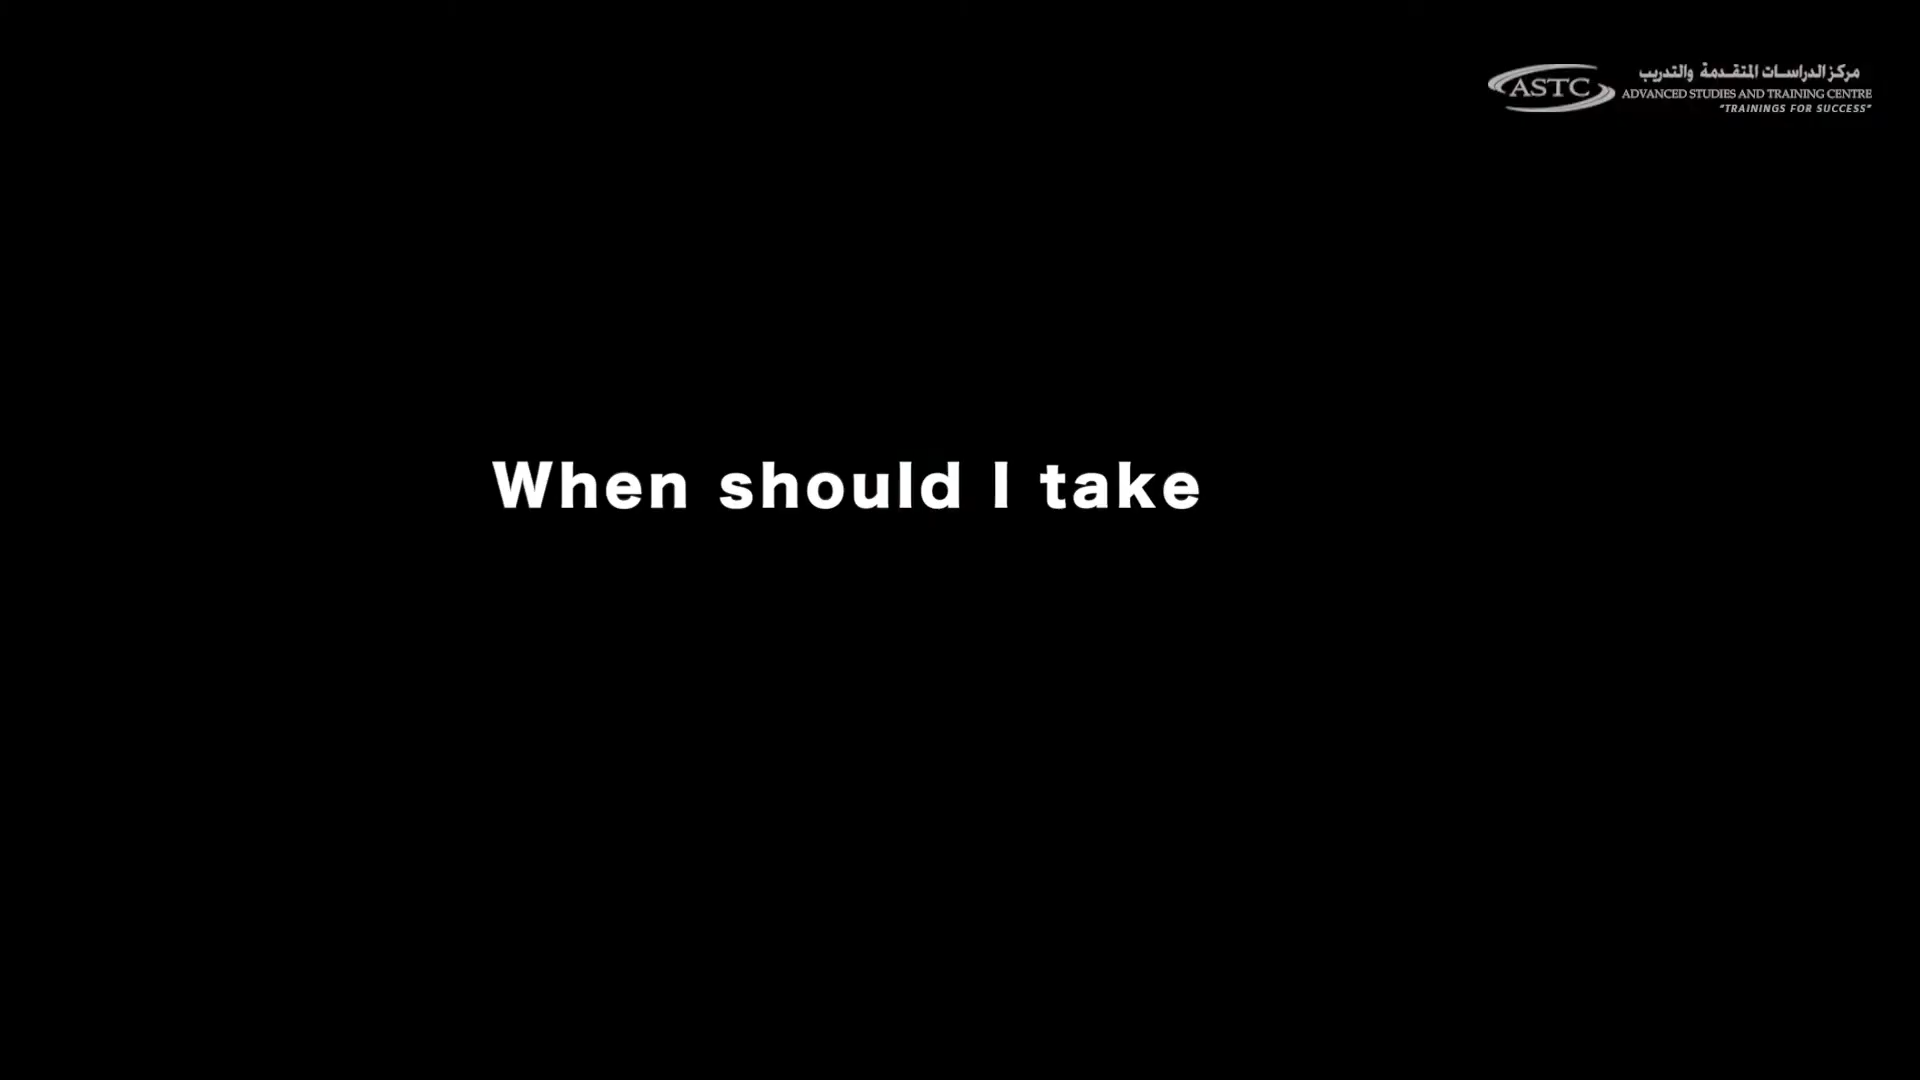 ASTC
مركز الدراسات المتقدمة والتدريب
ADVANCED STUDIES AND TRAINING CENTRE
"TRAININGS FOR SUCCESS"
When should I take